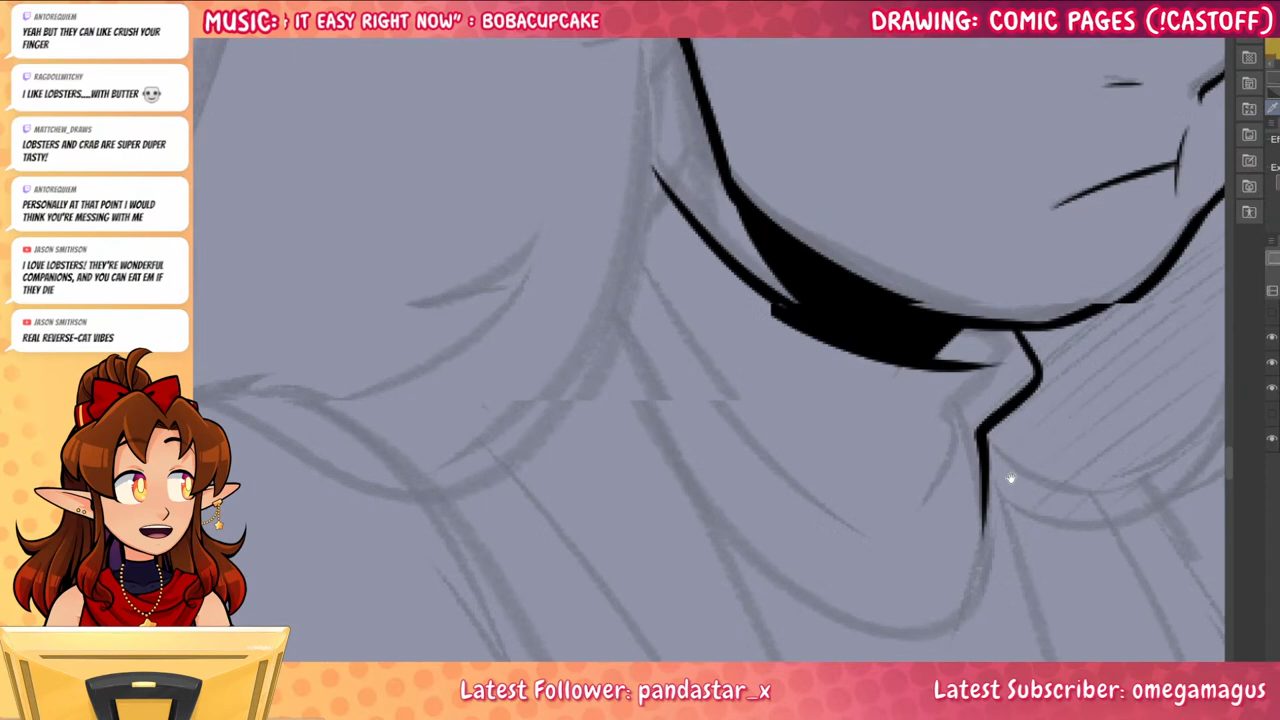 MUSIC: IT EASY RIGHT NOW" : BOBACUPCAKE
DRAWING: COMIC PAGES (!CASTOFF)
ANTOREQUIEM
YEAH BUT THEY CAN LIKE CRUSH YOUR
FINGER
RAGDOLLWITCHY
I LIKE LOBSTERS....WITH BUTTER
MATTCHEW_DRAWS
LOBSTERS AND CRAB ARE SUPER DUPER
TASTY!
ANTOREQUIEM
PERSONALLY AT THAT POINT I WOULD
THINK YOU'RE MESSING WITH ME
JASON SMITHSON
I LOVE LOBSTERS! THEY'RE WONDERFUL
COMPANIONS, AND YOU CAN EAT EM IF
THEY DIE
JASON SMITHSON
REAL REVERSE-CAT VIBES
Latest Follower: pandastar_x
Latest Subscriber: omegamagus